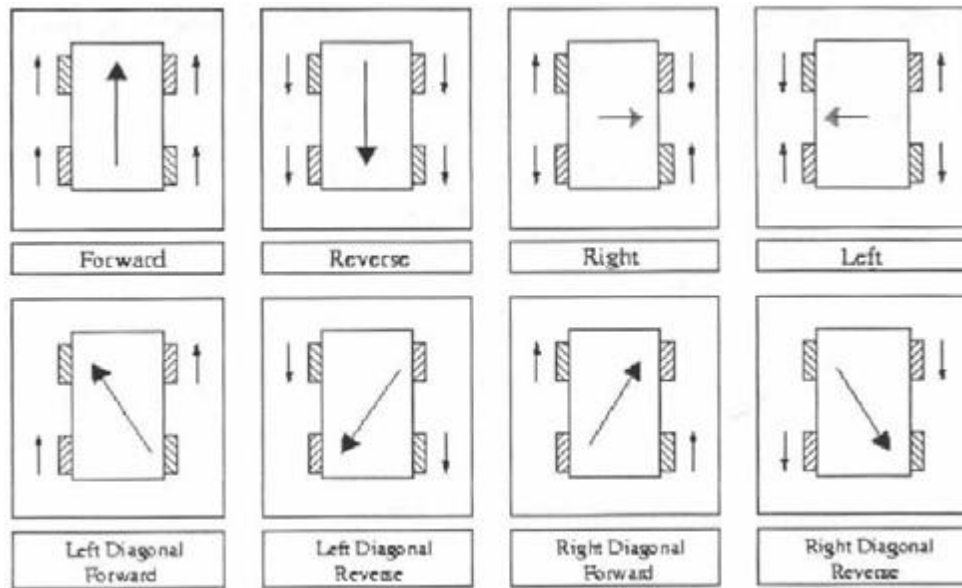 Forward
Reverse
Right
Left
Left Diagonal
Forward
Left Diagonal
Reverse
Right Diagonal
Forward
Right Diagonal
Reverse